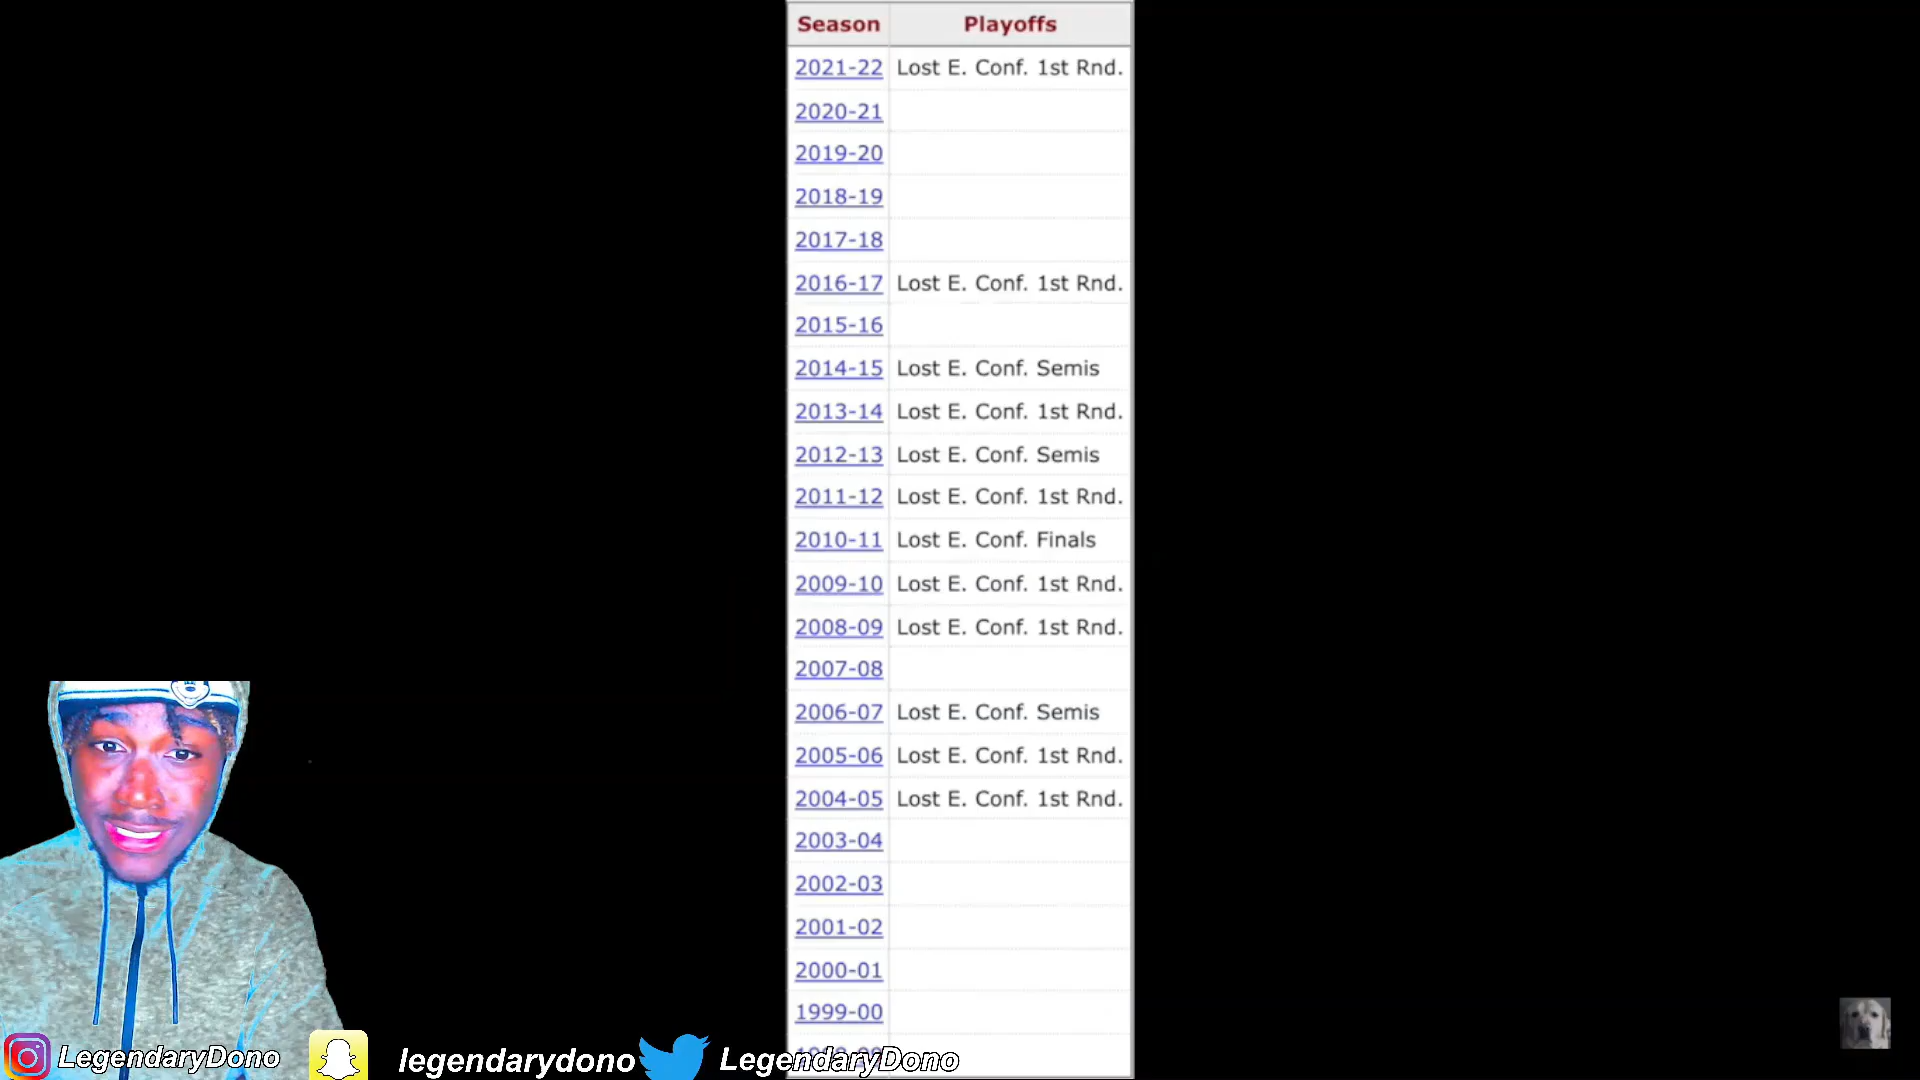 Season Playoffs
2021-22 Lost E. Conf. 1st Rnd.
2020-21
2019-20
2018-19
2017-18
2016-17 Lost E. Conf. 1st Rnd.
2015-16
2014-15 Lost E. Conf. Semis
2013-14 Lost E. Conf. 1st Rnd.
2012-13 Lost E. Conf. Semis
2011-12 Lost E. Conf. 1st Rnd.
2010-11 Lost E. Conf. Finals
2009-10 Lost E. Conf. 1st Rnd.
2008-09 Lost E. Conf. 1st Rnd.
2007-08
2006-07 Lost E. Conf. Semis
2005-06 Lost E. Conf. 1st Rnd.
2004-05 Lost E. Conf. 1st Rnd.
2003-04
2002-03
2001-02
2000-01
1999-00
LegendaryDono legendarydono LegendaryDono